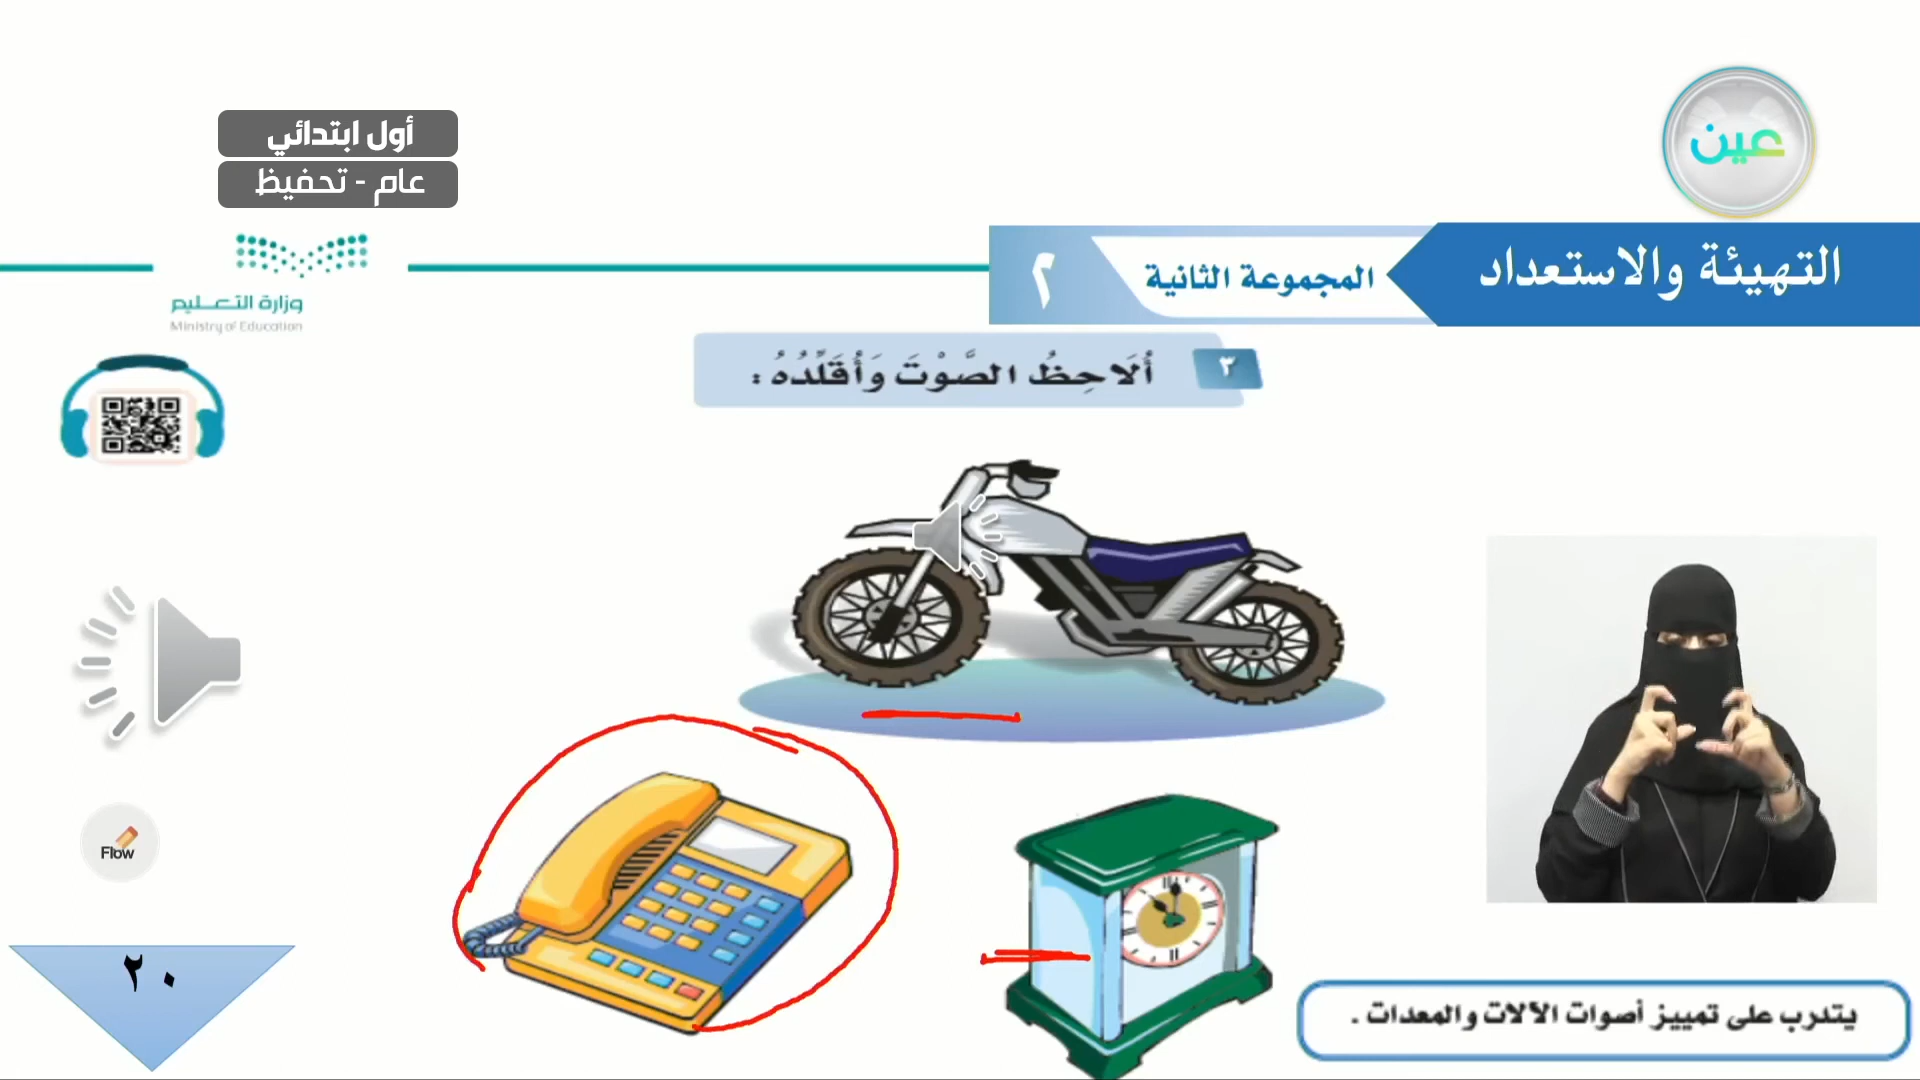 عين
أول ابتدائي
عام - تحفيظ
التهيئة والاستعداد
المجموعة الثانية
٢
وزارة التعليم
Ministry of Education
٣
أُلَاحِظُ الصَّوْتَ وَأُقَلِّدُهُ :
Flow
٢٠
يتدرب على تمييز أصوات الآلات والمعدات .